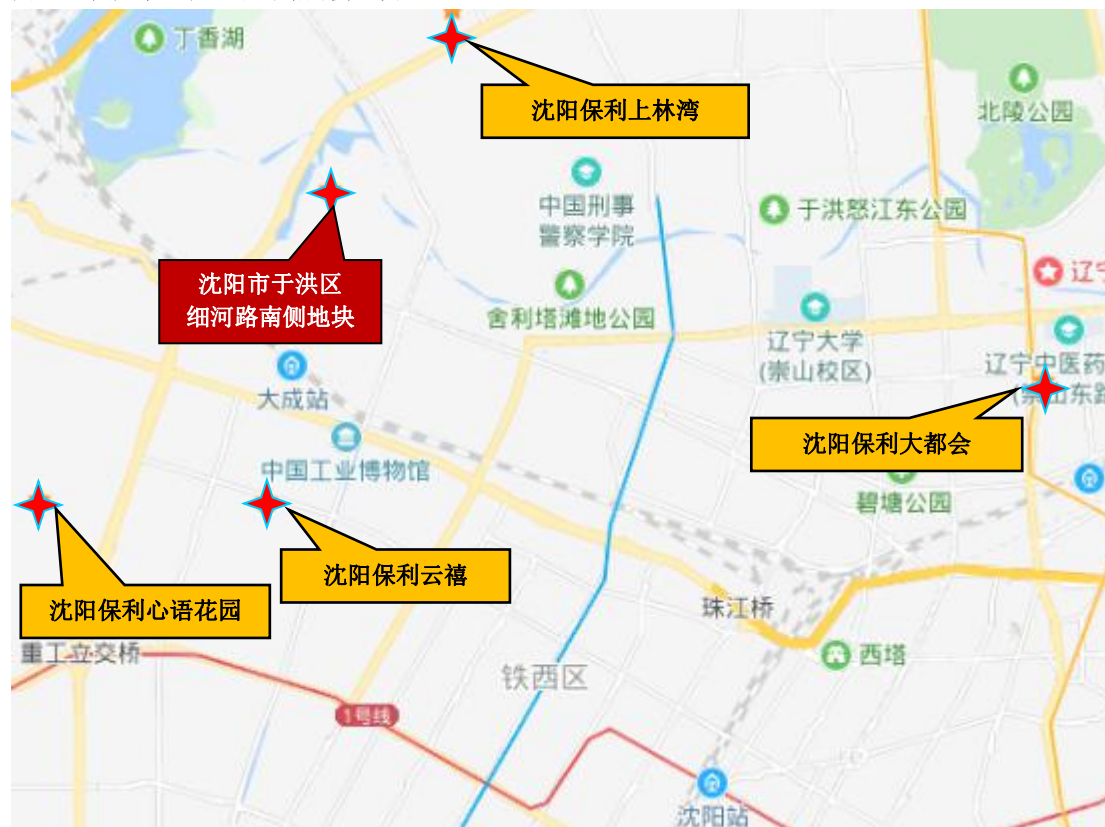 丁香湖
沈阳保利上林湾
北陵公园
中国刑事
警察学院
于洪怒江东公园
沈阳市于洪区
细河路南侧地块
舍利塔滩地公园
辽宁大学
(崇山校区)
辽宁中医药
大成站
沈阳保利大都会
中国工业博物馆
碧塘公园
沈阳保利云禧
沈阳保利心语花园
珠江桥
重工立交桥
西塔
铁西区
1号线
沈阳站